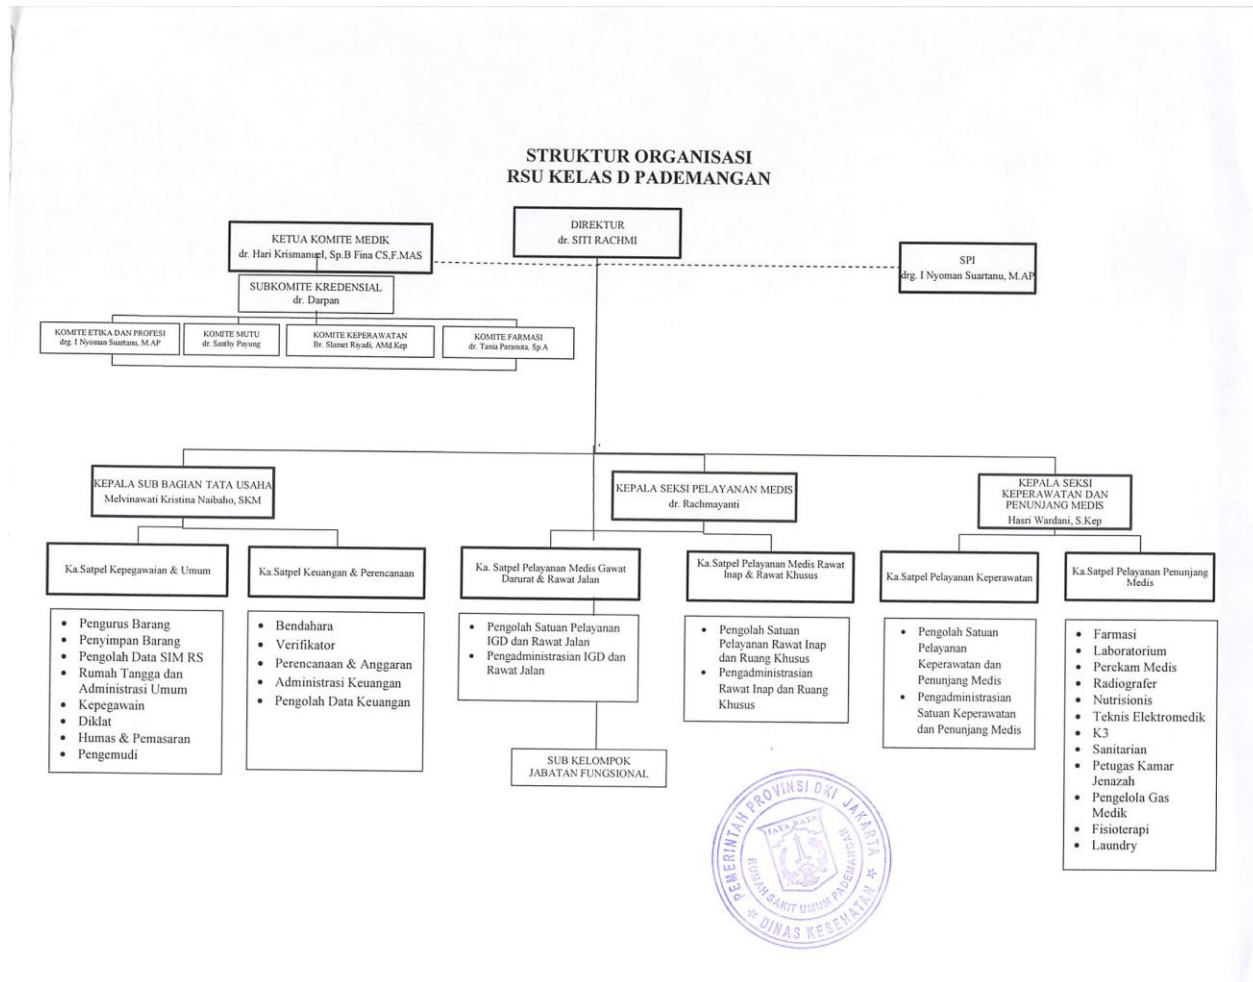 STRUKTUR ORGANISASI
RSU KELAS D PADEMANGAN
DIREKTUR
dr. SITI RACHMI
KETUA KOMITE MEDIK
dr. Hari Krismanuel, Sp.B Fina CS,F.MAS
SPI
drg. I Nyoman Suartanu, M.AP
SUBKOMITE KREDENSIAL
dr. Darpan
KOMITE ETIKA DAN PROFESI
drg. I Nyoman Suartanu, M.AP
KOMITE MUTU
dr. Santhy Payung
KOMITE KEPERAWATAN
Br. Slamet Riyadi, AMd.Kep
KOMITE FARMASI
dr. Tania Paramita, Sp.A
KEPALA SUB BAGIAN TATA USAHA
Melvinawati Kristina Naibaho, SKM
KEPALA SEKSI PELAYANAN MEDIS
dr. Rachmayanti
KEPALA SEKSI
KEPERAWATAN DAN
PENUNJANG MEDIS
Hasri Wardani, S.Kep
Ka.Satpel Kepegawaian & Umum
Ka.Satpel Keuangan & Perencanaan
Ka. Satpel Pelayanan Medis Gawat
Darurat & Rawat Jalan
Ka.Satpel Pelayanan Medis Rawat
Inap & Rawat Khusus
Ka.Satpel Pelayanan Keperawatan
Ka.Satpel Pelayanan Penunjang
Medis
• Pengurus Barang
• Penyimpan Barang
• Pengolah Data SIM RS
• Rumah Tangga dan
Administrasi Umum
• Kepegawain
• Diklat
• Humas & Pemasaran
• Pengemudi
• Bendahara
• Verifikator
• Perencanaan & Anggaran
• Administrasi Keuangan
• Pengolah Data Keuangan
• Pengolah Satuan Pelayanan
IGD dan Rawat Jalan
• Pengadministrasian IGD dan
Rawat Jalan
• Pengolah Satuan
Pelayanan Rawat Inap
dan Ruang Khusus
• Pengadministrasian
Rawat Inap dan Ruang
Khusus
• Pengolah Satuan
Pelayanan
Keperawatan dan
Penunjang Medis
• Pengadministrasian
Satuan Keperawatan
dan Penunjang Medis
• Farmasi
• Laboratorium
• Perekam Medis
• Radiografer
• Nutrisionis
• Teknis Elektromedik
• K3
• Sanitarian
• Petugas Kamar
Jenazah
• Pengelola Gas
Medik
• Fisioterapi
• Laundry
SUB KELOMPOK
JABATAN FUNGSIONAL
PEMERINTAH PROVINSI DKI JAKARTA
JAYA RAYA
RUMAH SAKIT UMUM PADEMANGAN
DINAS KESEHATAN